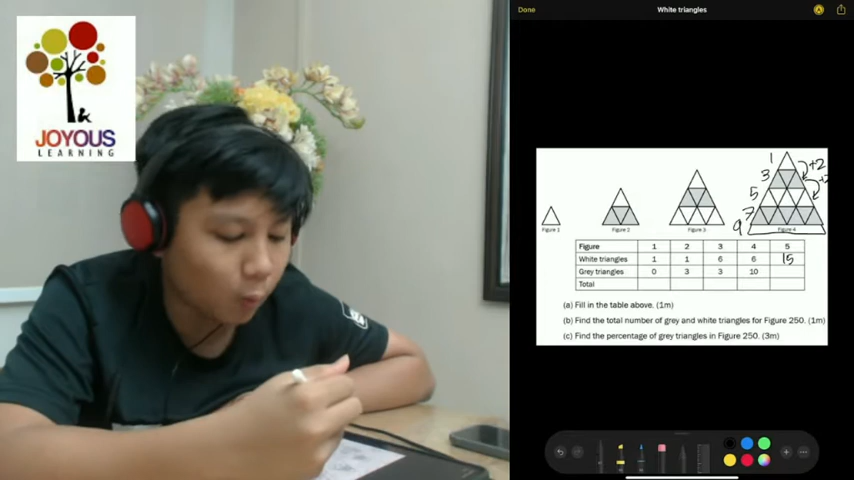 Done
White triangles
JOYOUS
LEARNING
1
3
5
7
9
+2
Figure 1
Figure 2
Figure 3
Figure 4
Figure 1 2 3 4 5
White triangles 1 1 6 6 15
Grey triangles 0 3 3 10
Total
(a) Fill in the table above. (1m)
(b) Find the total number of grey and white triangles for Figure 250. (1m)
(c) Find the percentage of grey triangles in Figure 250. (3m)